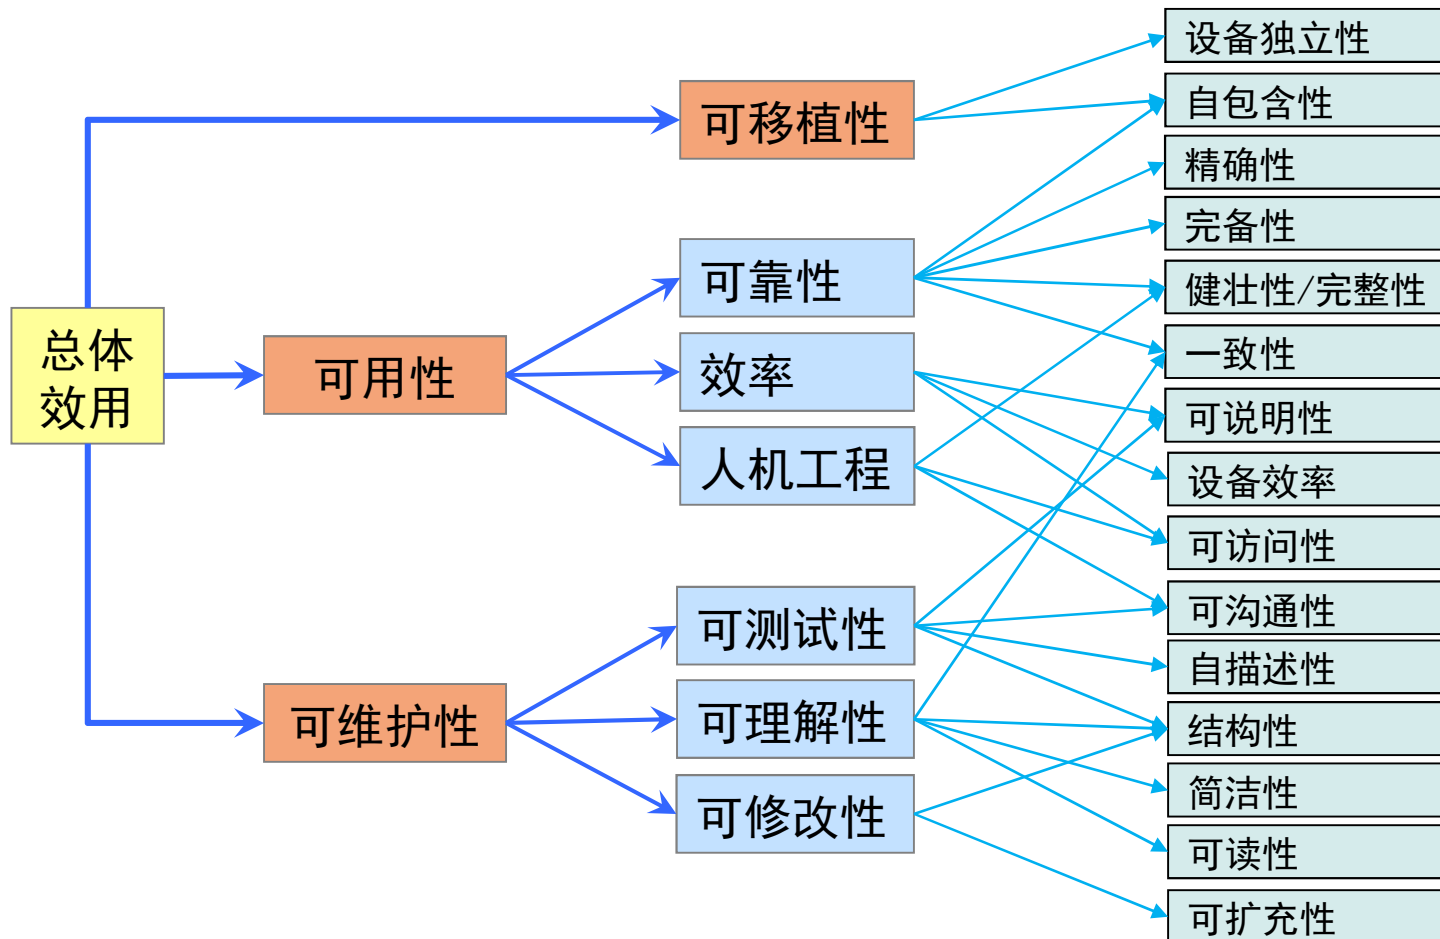 总体
效用
可移植性
可用性
可维护性
可靠性
效率
人机工程
可测试性
可理解性
可修改性
设备独立性
自包含性
精确性
完备性
健壮性/完整性
一致性
可说明性
设备效率
可访问性
可沟通性
自描述性
结构性
简洁性
可读性
可扩充性